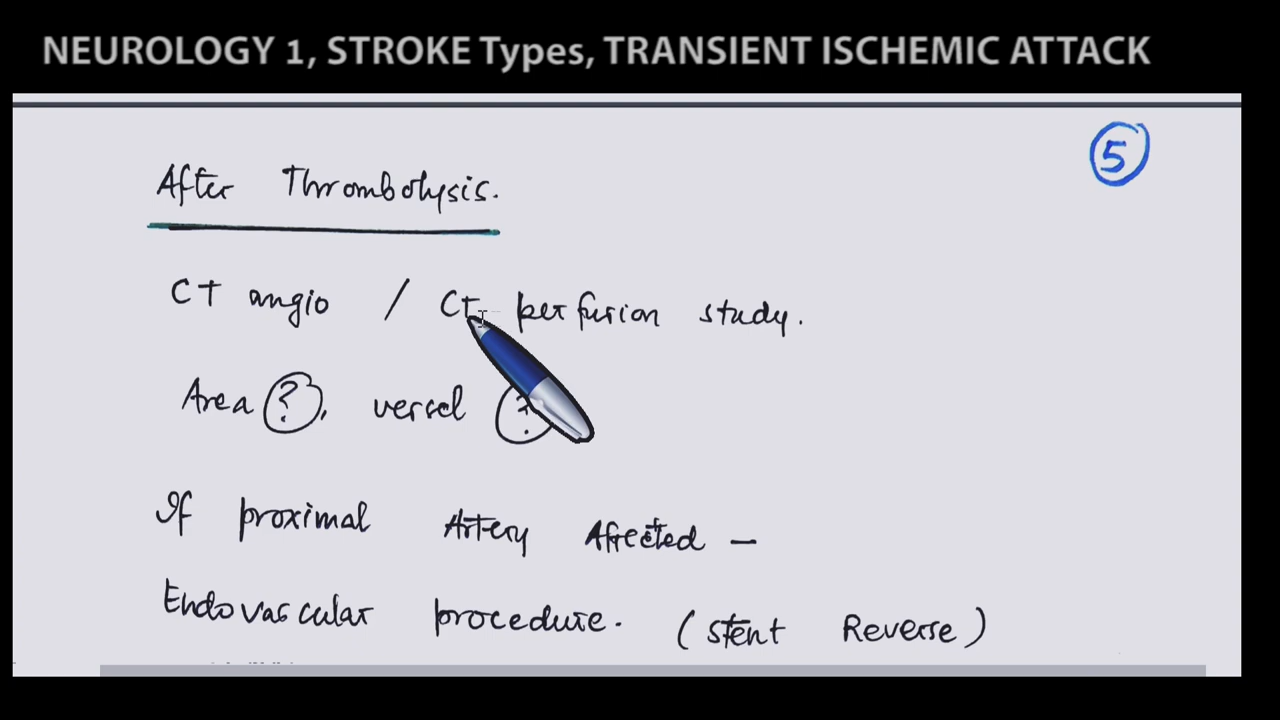 NEUROLOGY 1, STROKE Types, TRANSIENT ISCHEMIC ATTACK
5
After Thrombolysis.
CT angio / CT perfusion study.
Area ?, vessel ?
If proximal Artery Affected -
Endovascular procedure. (stent Reverse)